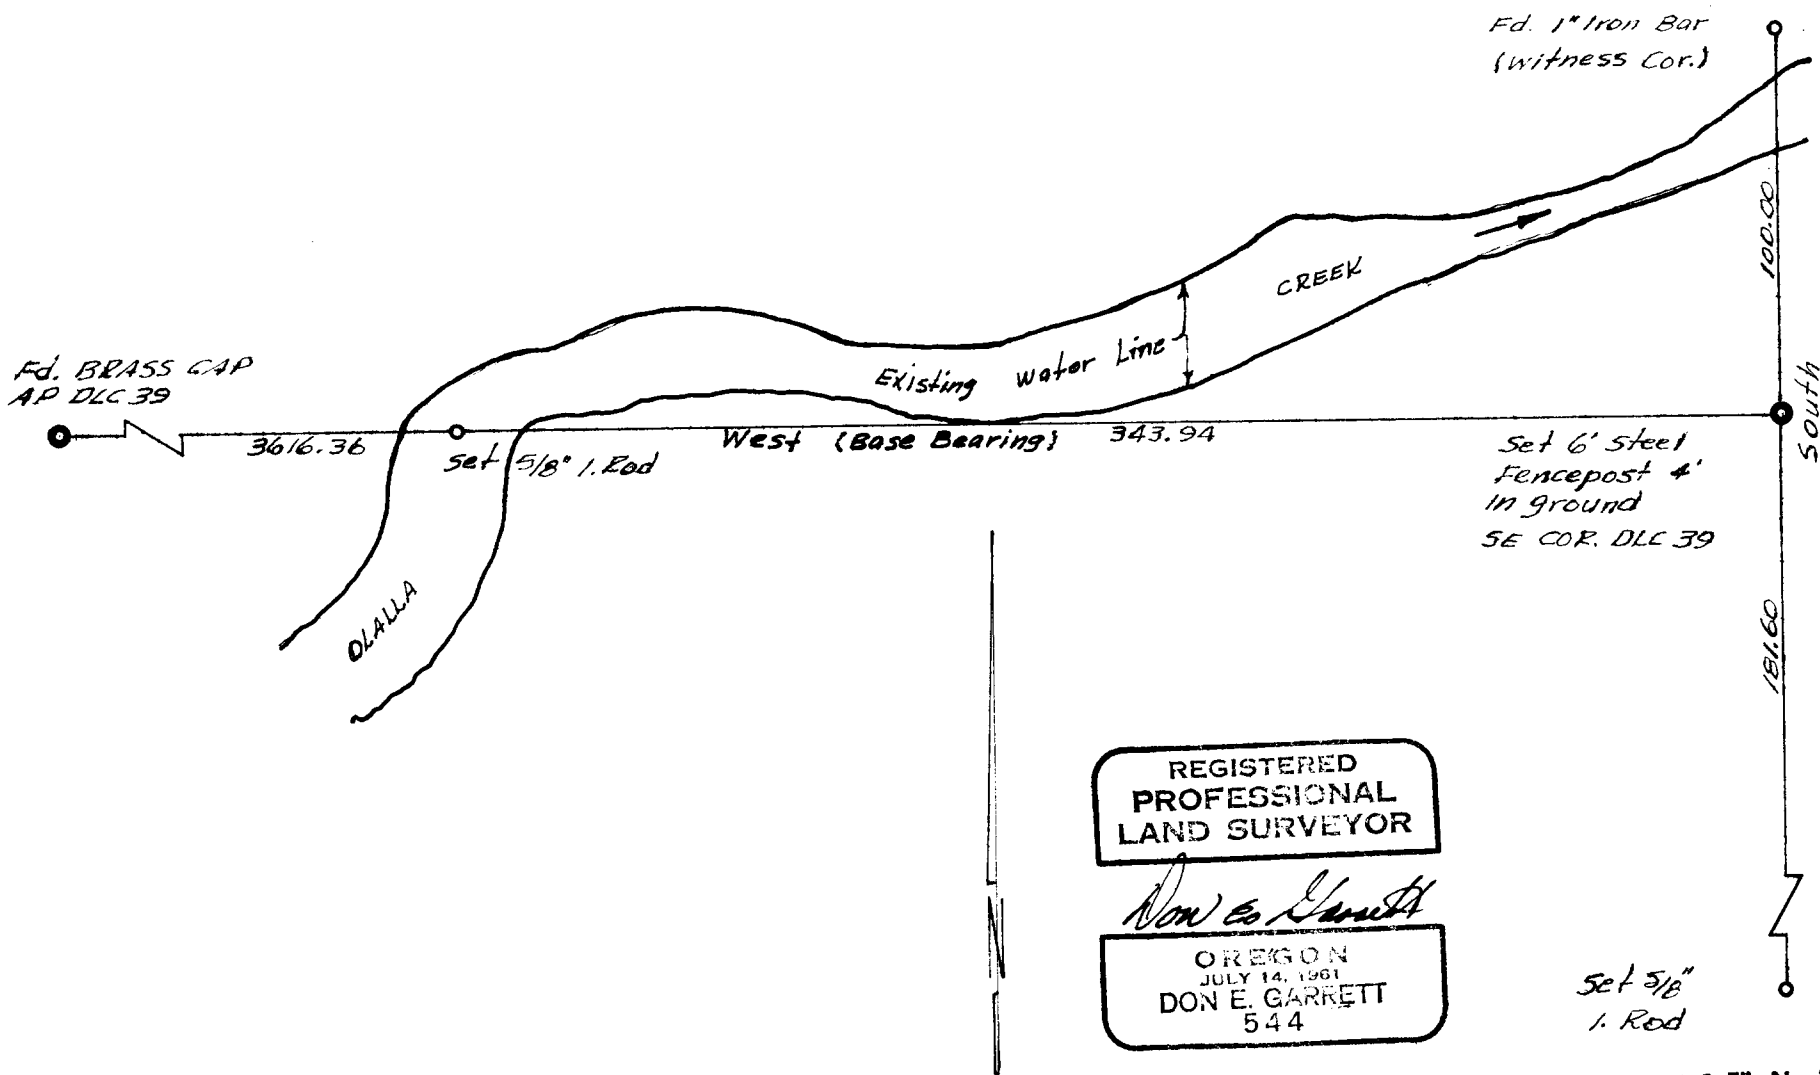 Fd. 1" Iron Bar
(witness Cor.)
100.00
CREEK
Existing water Line
Fd. BRASS CAP
AP DLC 39
3616.36
Set 5/8" I. Rod
West (Base Bearing)
343.94
South
Set 6' Steel
Fencepost 4'
in ground
SE COR. DLC 39
OLALLA
181.60
REGISTERED
PROFESSIONAL
LAND SURVEYOR
Don E. Garrett
OREGON
JULY 14, 1961
DON E. GARRETT
544
N
Set 5/8"
I. Rod